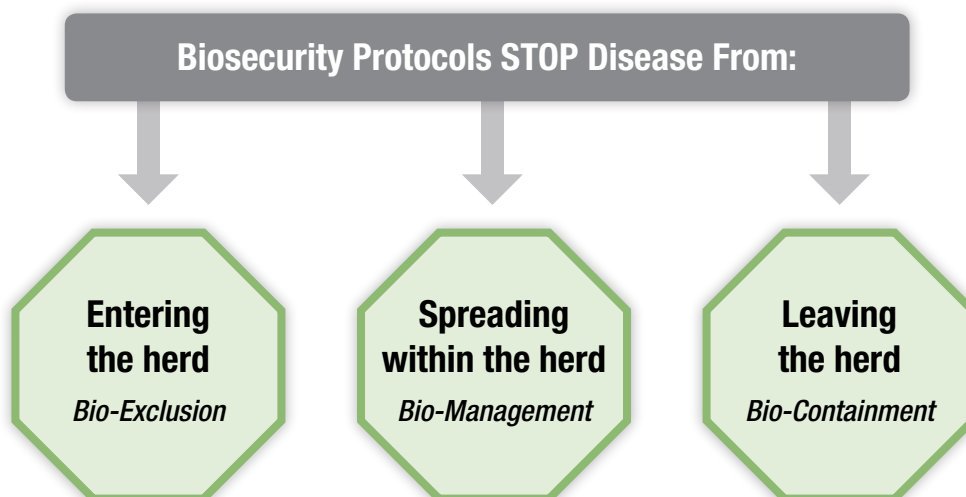 Biosecurity Protocols STOP Disease From:
Entering
the herd
Bio-Exclusion
Spreading
within the herd
Bio-Management
Leaving
the herd
Bio-Containment